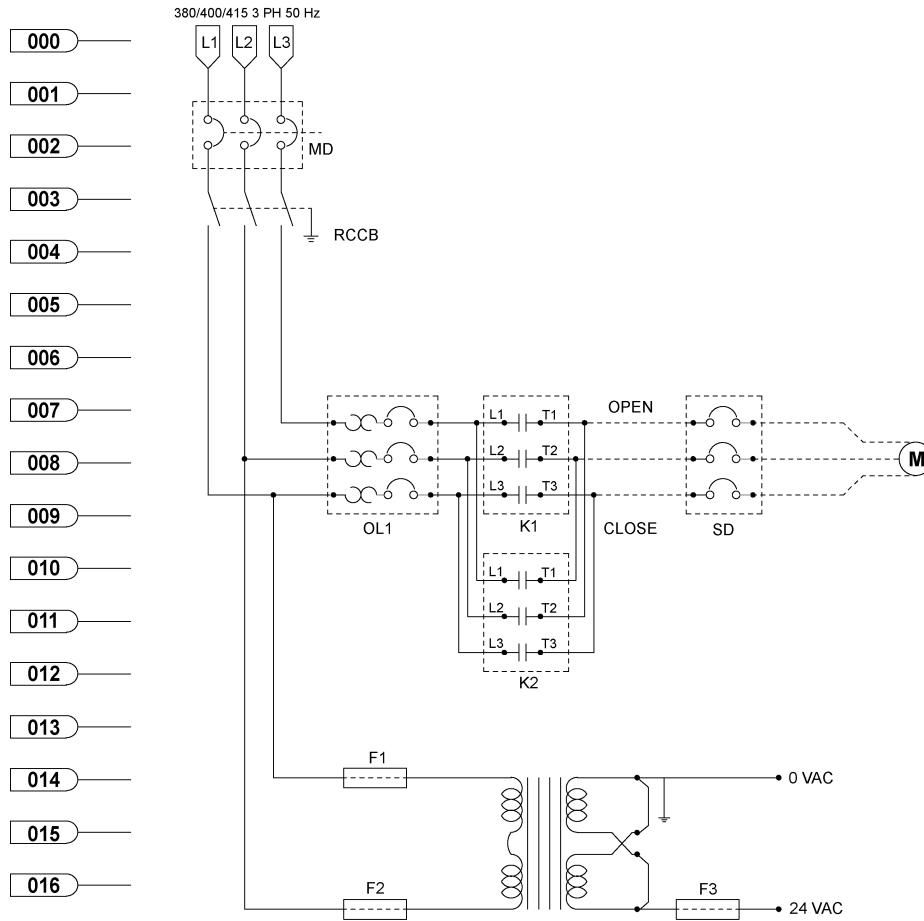 380/400/415 3 PH 50 Hz
000
L1 L2 L3
001
002
MD
003
RCCB
004
005
006
007
OPEN
L1 T1
008
L2 T2
M
L3 T3
009
OL1
K1
CLOSE
SD
010
L1 T1
011
L2 T2
L3 T3
012
K2
013
F1
014
0 VAC
015
016
F2
F3
24 VAC